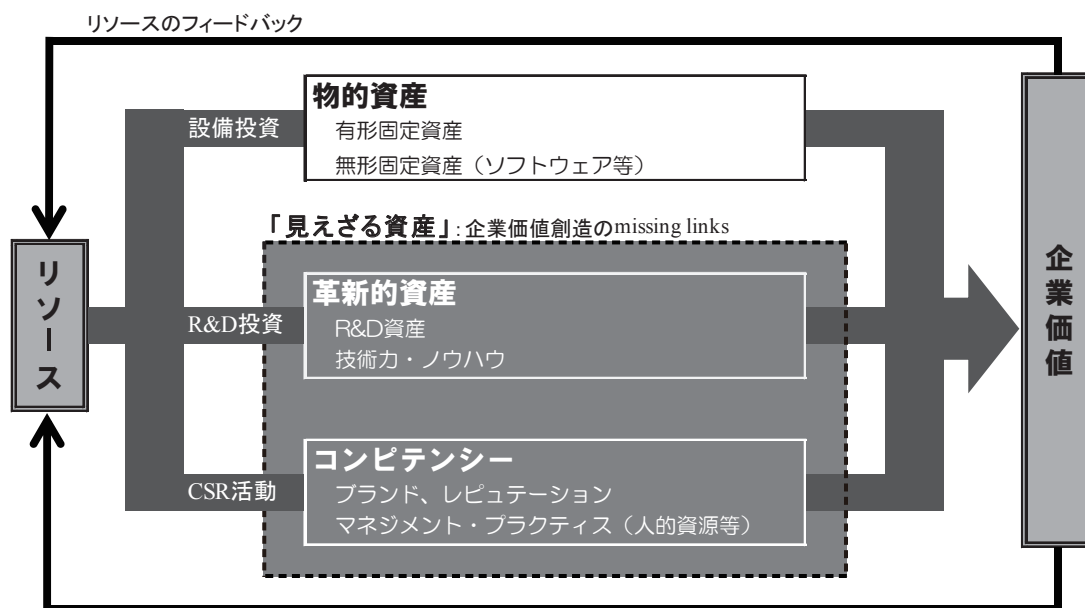 リソースのフィードバック
物的資産
設備投資
有形固定資産
無形固定資産（ソフトウェア等）
「見えざる資産」：企業価値創造のmissing links
リソース
企業価値
革新的資産
R&D投資
R&D資産
技術力・ノウハウ
コンピテンシー
CSR活動
ブランド、レピュテーション
マネジメント・プラクティス（人的資源等）